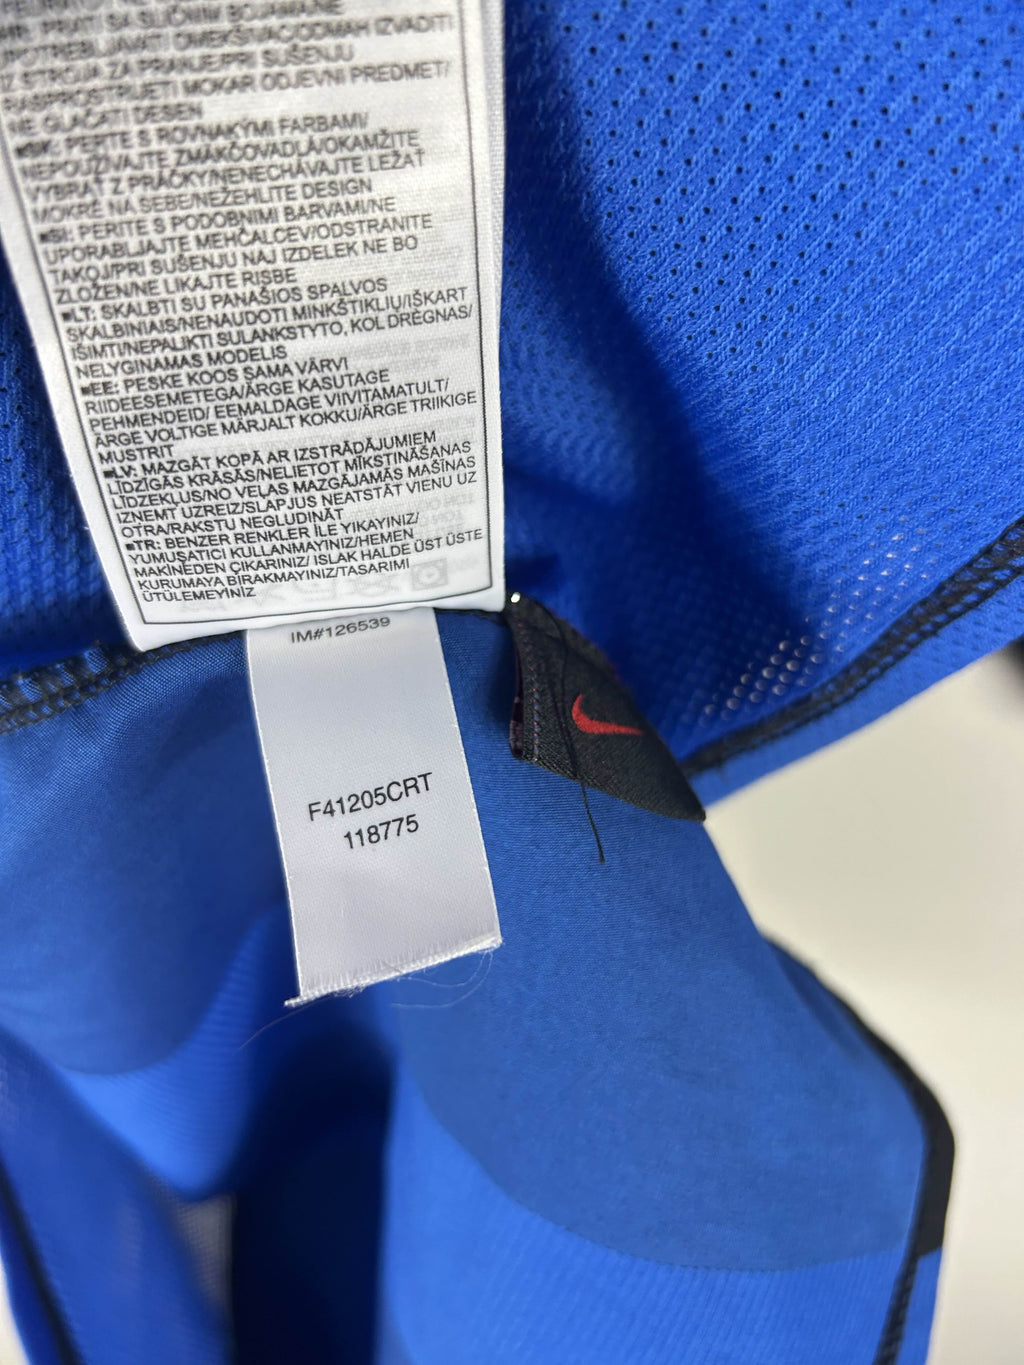 HR: PRATI SA SLIČNIM BOJAMA/NE
UPOTREBLJAVATI OMEKŠIVAČ/ODMAH IZVADITI
IZ STROJA ZA PRANJE/PRI SUŠENJU
RASPROSTRIJETI MOKAR ODJEVNI PREDMET/
NE GLAČATI DESEN
■SK: PERTE S ROVNAKÝMI FARBAMI/
NEPOUŽÍVAJTE ZMÄKČOVADLÁ/OKAMŽITE
VYBRAŤ Z PRÁČKY/NENECHÁVAJTE LEŽAŤ
MOKRÉ NA SEBE/NEŽEHLITE DESIGN
■SI: PERITE S PODOBNIMI BARVAMI/NE
UPORABLJAJTE MEHČALCEV/ODSTRANITE
TAKOJ/PRI SUŠENJU NAJ IZDELEK NE BO
ZLOŽEN/NE LIKAJTE RISBE
■LT: SKALBTI SU PANAŠIOS SPALVOS
SKALBINIAIS/NENAUDOTI MINKŠTIKLIŲ/IŠKART
IŠIMTI/NEPALIKTI SULANKSTYTO, KOL DRĖGNAS/
NELYGINAMAS MODELIS
■EE: PESKE KOOS SAMA VÄRVI
RIIDEESEMETEGA/ÄRGE KASUTAGE
PEHMENDEID/ EEMALDAGE VIIVITAMATULT/
ÄRGE VOLTIGE MÄRJALT KOKKU/ÄRGE TRIIKIGE
MUSTRIT
■LV: MAZGĀT KOPĀ AR IZSTRĀDĀJUMIEM
LĪDZĪGĀS KRĀSĀS/NELIETOT MĪKSTINĀŠANAS
LĪDZEKĻUS/NO VEĻAS MAZGĀJAMĀS MAŠĪNAS
IZŅEMT UZREIZ/SLAPJUS NEATSTĀT VIENU UZ
OTRA/RAKSTU NEGLUDINĀT
■TR: BENZER RENKLER İLE YIKAYINIZ/
YUMUŞATICI KULLANMAYINIZ/HEMEN
MAKİNEDEN ÇIKARINIZ/ ISLAK HALDE ÜST ÜSTE
KURUMAYA BIRAKMAYINIZ/TASARIMI
ÜTÜLEMEYİNİZ
IM#126539
F41205CRT
118775